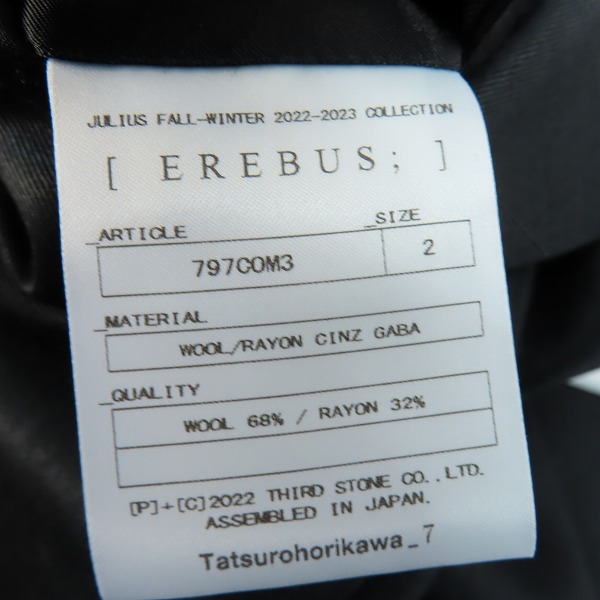 JULIUS FALL-WINTER 2022-2023 COLLECTION
[ EREBUS; ]
_ARTICLE _SIZE
797COM3 2
_MATERIAL
WOOL/RAYON CINZ GABA
_QUALITY
WOOL 68% / RAYON 32%
[P]+[C]2022 THIRD STONE CO.,LTD.
ASSEMBLED IN JAPAN.
Tatsurohorikawa_7